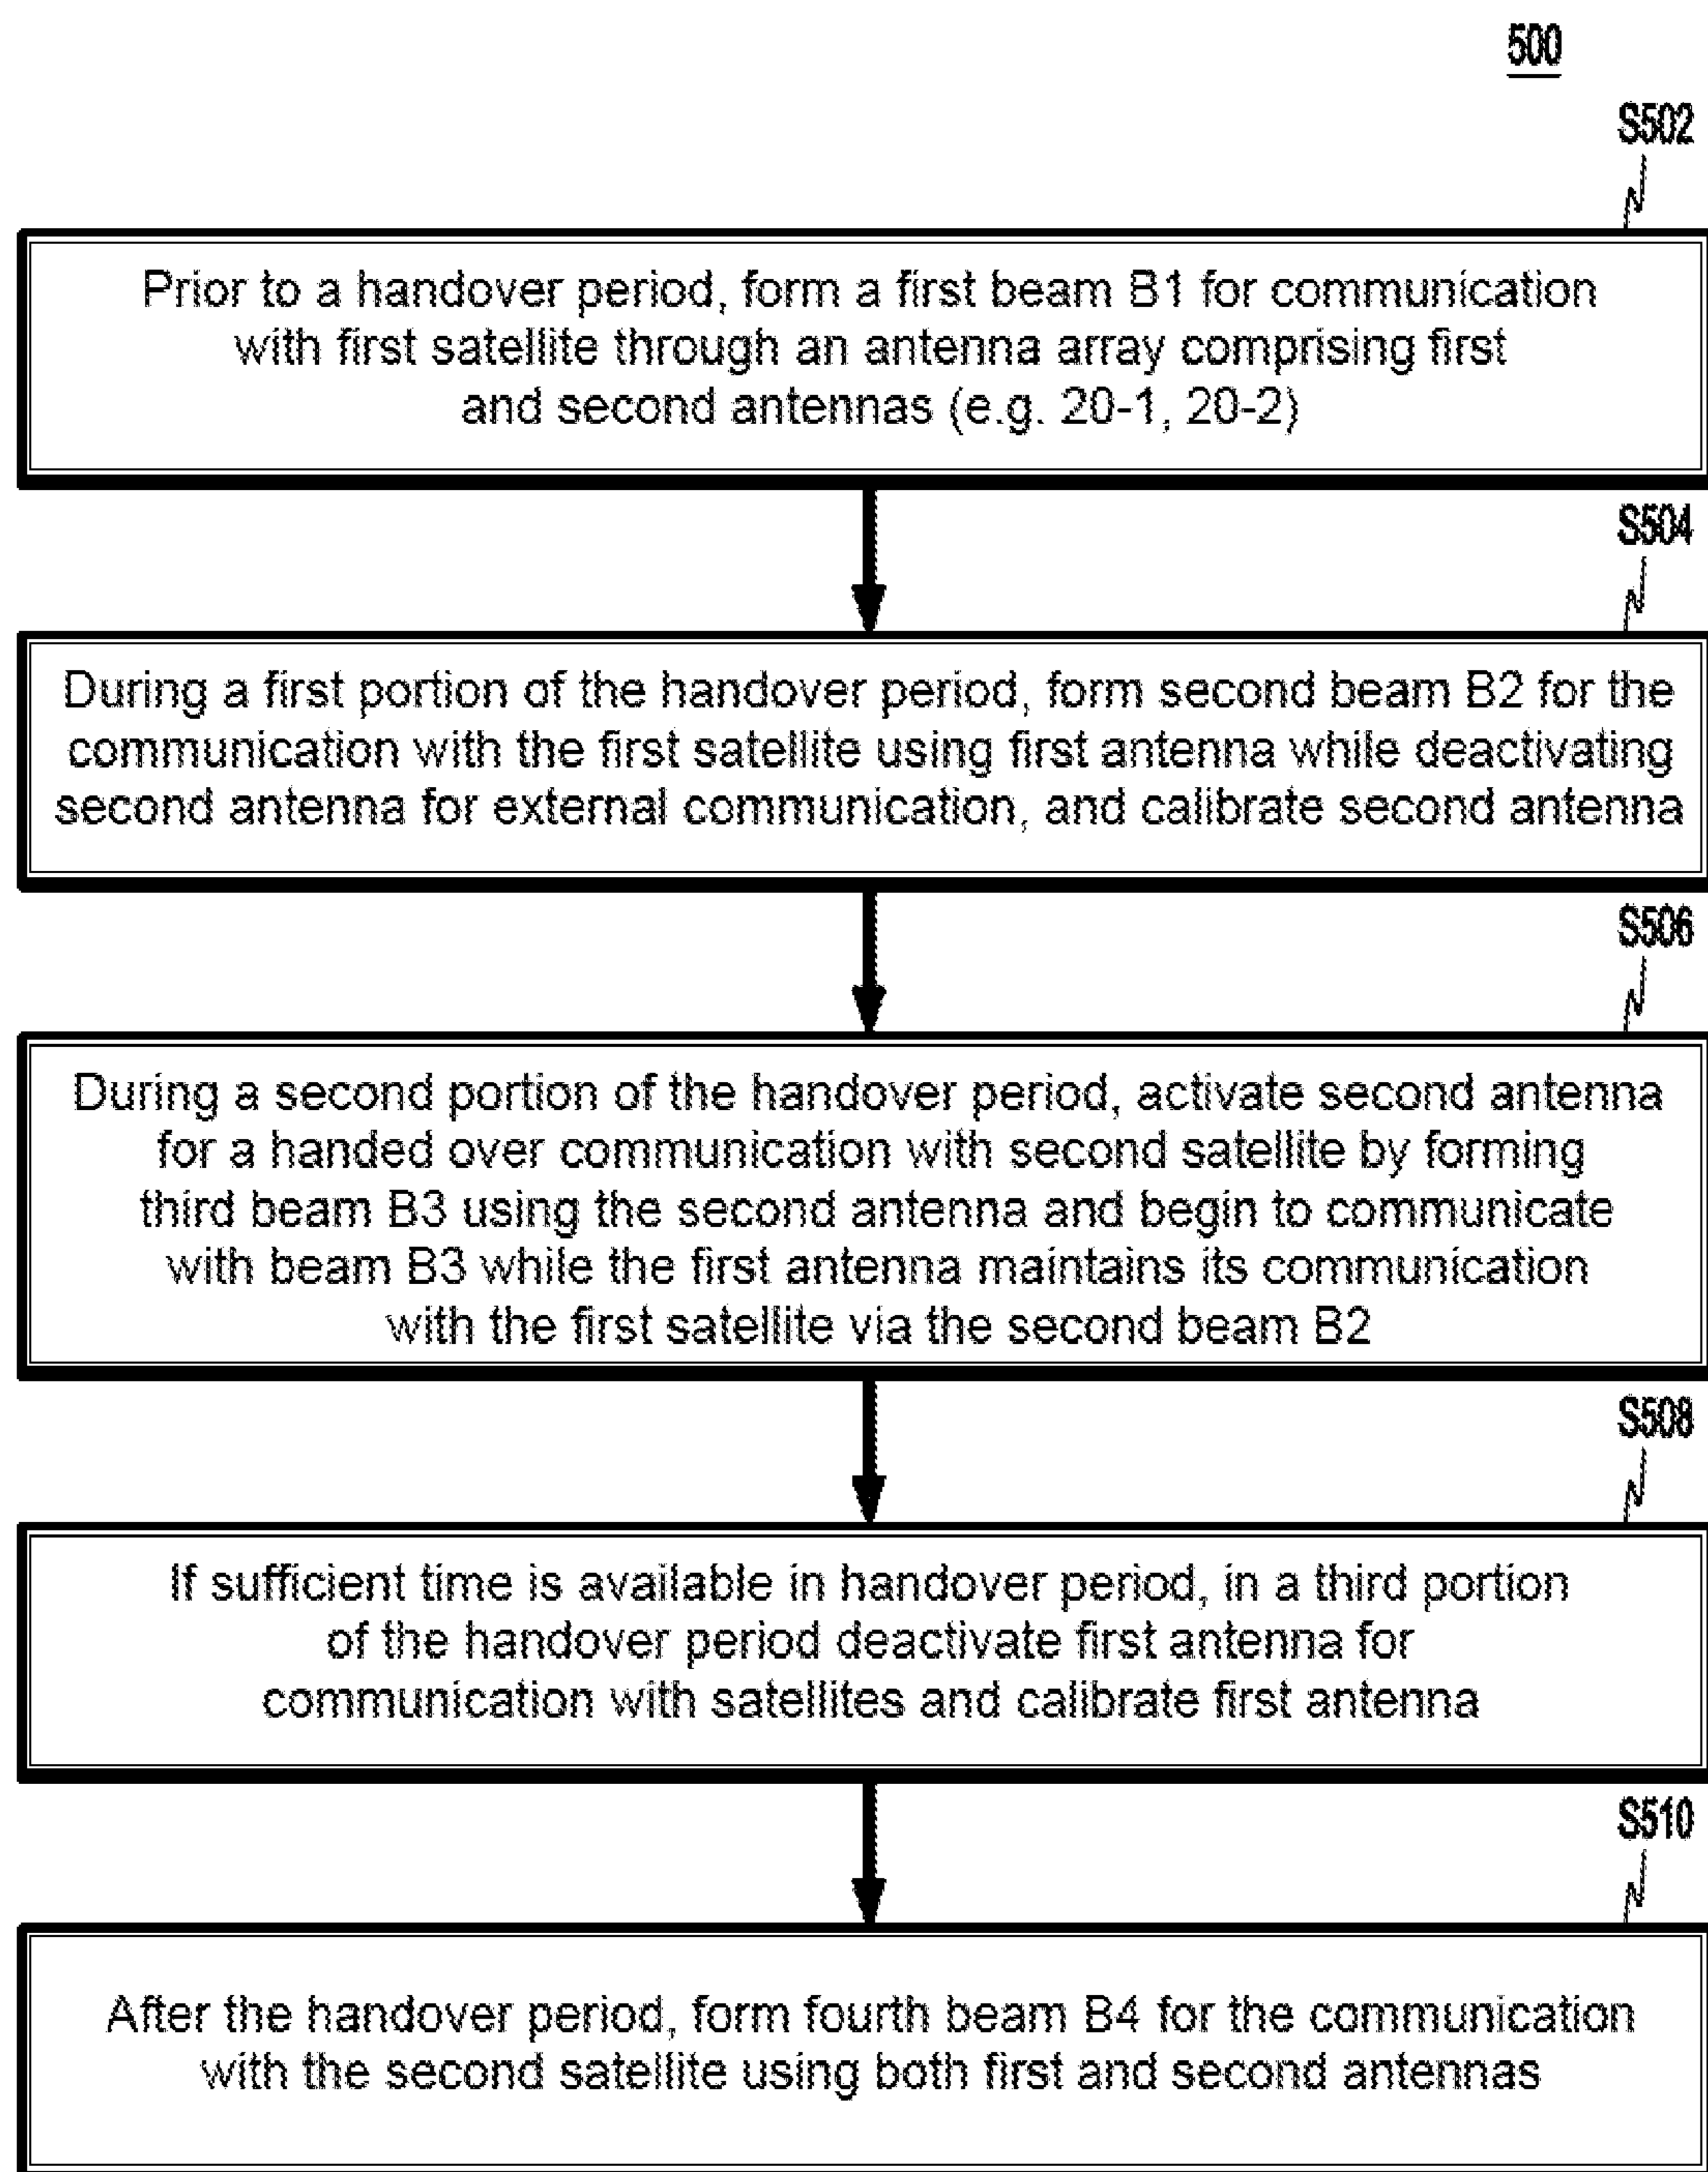 500
S502
Prior to a handover period, form a first beam B1 for communication
with first satellite through an antenna array comprising first
and second antennas (e.g. 20-1, 20-2)
S504
During a first portion of the handover period, form second beam B2 for the
communication with the first satellite using first antenna while deactivating
second antenna for external communication, and calibrate second antenna
S506
During a second portion of the handover period, activate second antenna
for a handed over communication with second satellite by forming
third beam B3 using the second antenna and begin to communicate
with beam B3 while the first antenna maintains its communication
with the first satellite via the second beam B2
S508
If sufficient time is available in handover period, in a third portion
of the handover period deactivate first antenna for
communication with satellites and calibrate first antenna
S510
After the handover period, form fourth beam B4 for the communication
with the second satellite using both first and second antennas